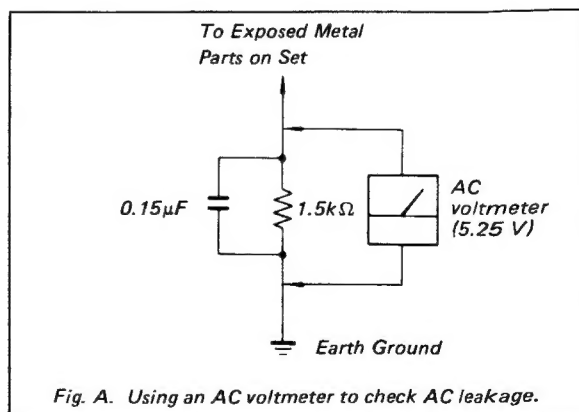 To Exposed Metal
Parts on Set
0.15μF
1.5kΩ
AC
voltmeter
(5.25 V)
Earth Ground
Fig. A. Using an AC voltmeter to check AC leakage.